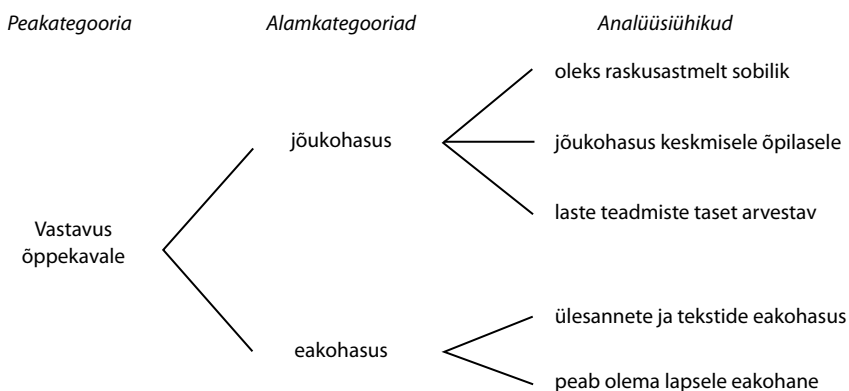 Peakategooria
Alamkategooriad
Analüüsiühikud
oleks raskusastmelt sobilik
jõukohasus
jõukohasus keskmisele õpilasele
laste teadmiste taset arvestav
Vastavus
õppekavale
ülesannete ja tekstide eakohasus
eakohasus
peab olema lapsele eakohane